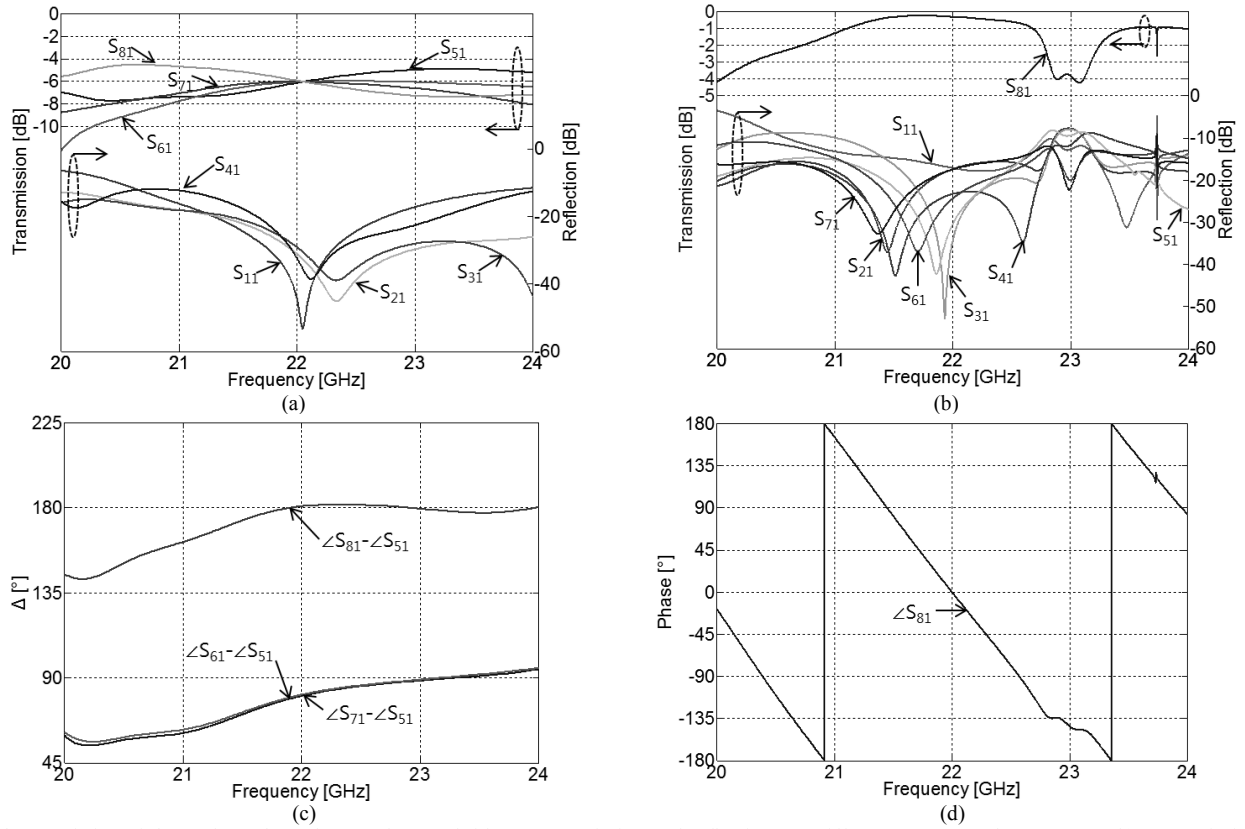 (a)
0
-1
-2
-4
-6
-8
-10
Transmission [dB]
0
-20
-40
-60
Reflection [dB]
S81
S71
S61
S51
S41
S11
S21
S31
20 21 22 23 24
Frequency [GHz]
(a)
(b)
0
-1
-2
-3
-4
-5
Transmission [dB]
0
-10
-20
-30
-40
-50
-60
Reflection [dB]
S81
S11
S71
S21
S61
S31
S41
S51
20 21 22 23 24
Frequency [GHz]
(b)
225
180
135
90
45
Δ [°]
∠S81-∠S51
∠S61-∠S51
∠S71-∠S51
20 21 22 23 24
Frequency [GHz]
(c)
180
135
90
45
0
-45
-90
-135
-180
Phase [°]
∠S81
20 21 22 23 24
Frequency [GHz]
(d)